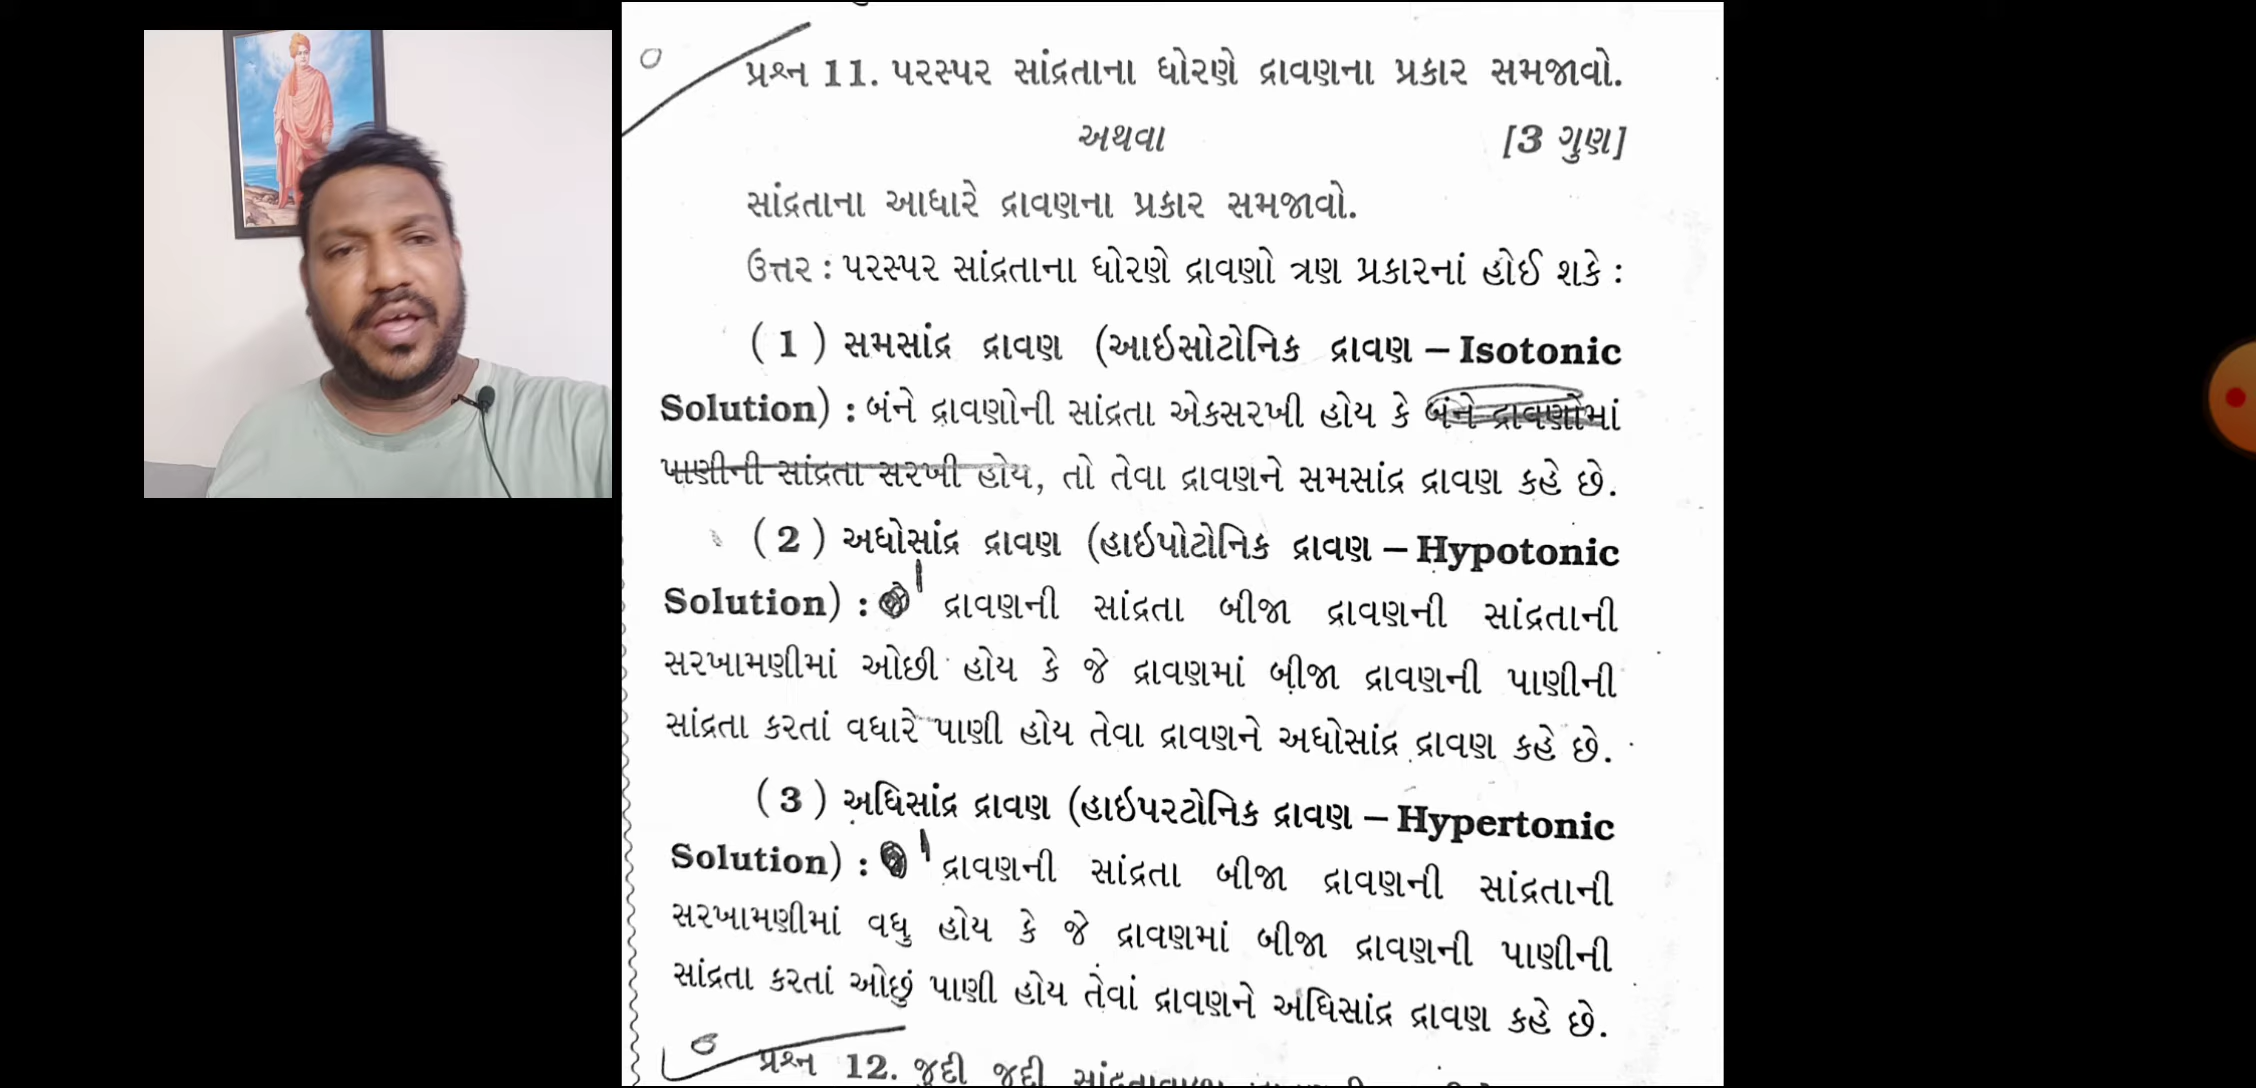 પ્રશ્ન 11. પરસ્પર સાંદ્રતાના ધોરણે દ્રાવણના પ્રકાર સમજાવો.
અથવા [3 ગુણ]
સાંદ્રતાના આધારે દ્રાવણના પ્રકાર સમજાવો.
ઉત્તર : પરસ્પર સાંદ્રતાના ધોરણે દ્રાવણો ત્રણ પ્રકારનાં હોઈ શકે :
(1) સમસાંદ્ર દ્રાવણ (આઇસોટોનિક દ્રાવણ – Isotonic
Solution) : બંને દ્રાવણોની સાંદ્રતા એકસરખી હોય કે બંને દ્રાવણોમાં
પાણીની સાંદ્રતા સરખી હોય, તો તેવા દ્રાવણને સમસાંદ્ર દ્રાવણ કહે છે.
(2) અધોસાંદ્ર દ્રાવણ (હાઇપોટોનિક દ્રાવણ – Hypotonic
Solution) : દ્રાવણની સાંદ્રતા બીજા દ્રાવણની સાંદ્રતાની
સરખામણીમાં ઓછી હોય કે જે દ્રાવણમાં બીજા દ્રાવણની પાણીની
સાંદ્રતા કરતાં વધારે પાણી હોય તેવા દ્રાવણને અધોસાંદ્ર દ્રાવણ કહે છે.
(3) અધિસાંદ્ર દ્રાવણ (હાઇપરટોનિક દ્રાવણ – Hypertonic
Solution) : દ્રાવણની સાંદ્રતા બીજા દ્રાવણની સાંદ્રતાની
સરખામણીમાં વધુ હોય કે જે દ્રાવણમાં બીજા દ્રાવણની પાણીની
સાંદ્રતા કરતાં ઓછું પાણી હોય તેવાં દ્રાવણને અધિસાંદ્ર દ્રાવણ કહે છે.
પ્રશ્ન 12. જુદી જુદી